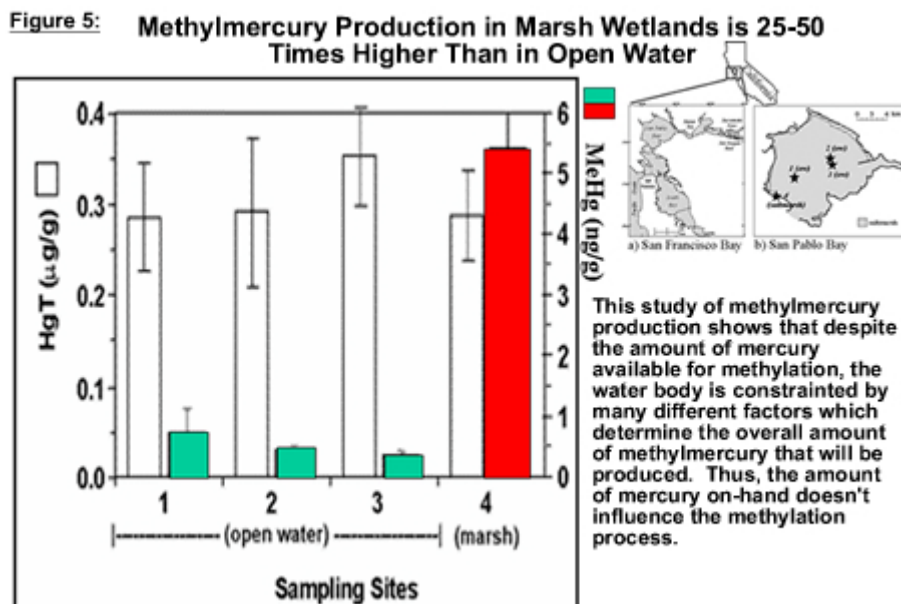 Figure 5:
Methylmercury Production in Marsh Wetlands is 25-50
Times Higher Than in Open Water
0.4
0.3
0.2
0.1
0.0
HgT (µg/g)
6
5
4
3
2
1
0
MeHg (ng/g)
1
2
3
4
(open water)
(marsh)
Sampling Sites
California
a) San Francisco Bay
0 2 4 km
b) San Pablo Bay
This study of methylmercury
production shows that despite
the amount of mercury
available for methylation, the
water body is constrainted by
many different factors which
determine the overall amount
of methylmercury that will be
produced. Thus, the amount
of mercury on-hand doesn't
influence the methylation
process.